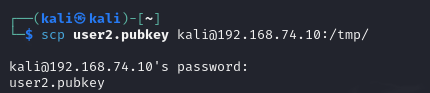 ┌──(kali㉿kali)-[~]
└─$ scp user2.pubkey kali@192.168.74.10:/tmp/
kali@192.168.74.10's password:
user2.pubkey